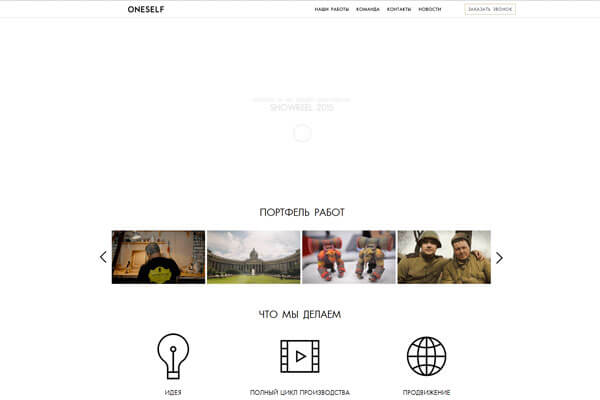 ONESELF
НАШИ РАБОТЫ КОМАНДА КОНТАКТЫ НОВОСТИ ЗАКАЗАТЬ ЗВОНОК
SHOWREEL 2015
ПОРТФЕЛЬ РАБОТ
ЧТО МЫ ДЕЛАЕМ
ИДЕЯ ПОЛНЫЙ ЦИКЛ ПРОИЗВОДСТВА ПРОДВИЖЕНИЕ